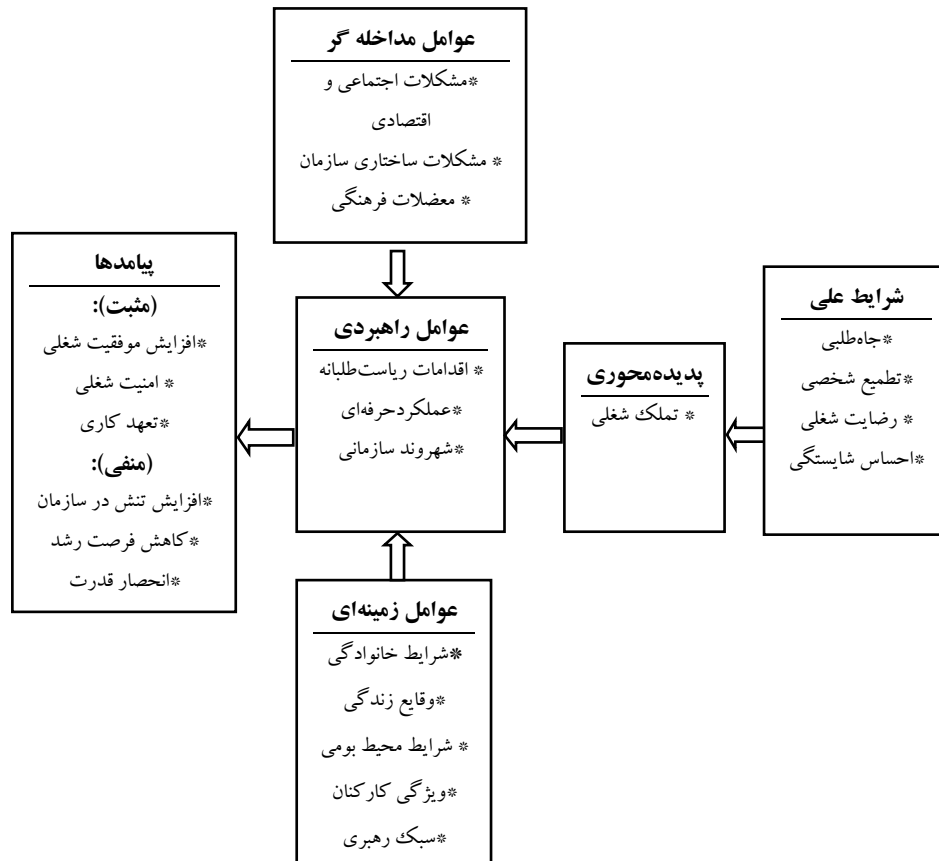 عوامل مداخله گر
*مشکلات اجتماعی و
اقتصادی
* مشکلات ساختاری سازمان
* معضلات فرهنگی
شرایط علی
*جاه‌طلبی
*تطمیع شخصی
* رضایت شغلی
*احساس شایستگی
پدیده‌محوری
* تملک شغلی
عوامل راهبردی
* اقدامات ریاست‌طلبانه
*عملکردحرفه‌ای
*شهروند سازمانی
پیامدها
(مثبت):
*افزایش موفقیت شغلی
* امنیت شغلی
*تعهد کاری
(منفی):
*افزایش تنش در سازمان
*کاهش فرصت رشد
*انحصار قدرت
عوامل زمینه‌ای
*شرایط خانوادگی
*وقایع زندگی
* شرایط محیط بومی
*ویژگی کارکنان
*سبک رهبری